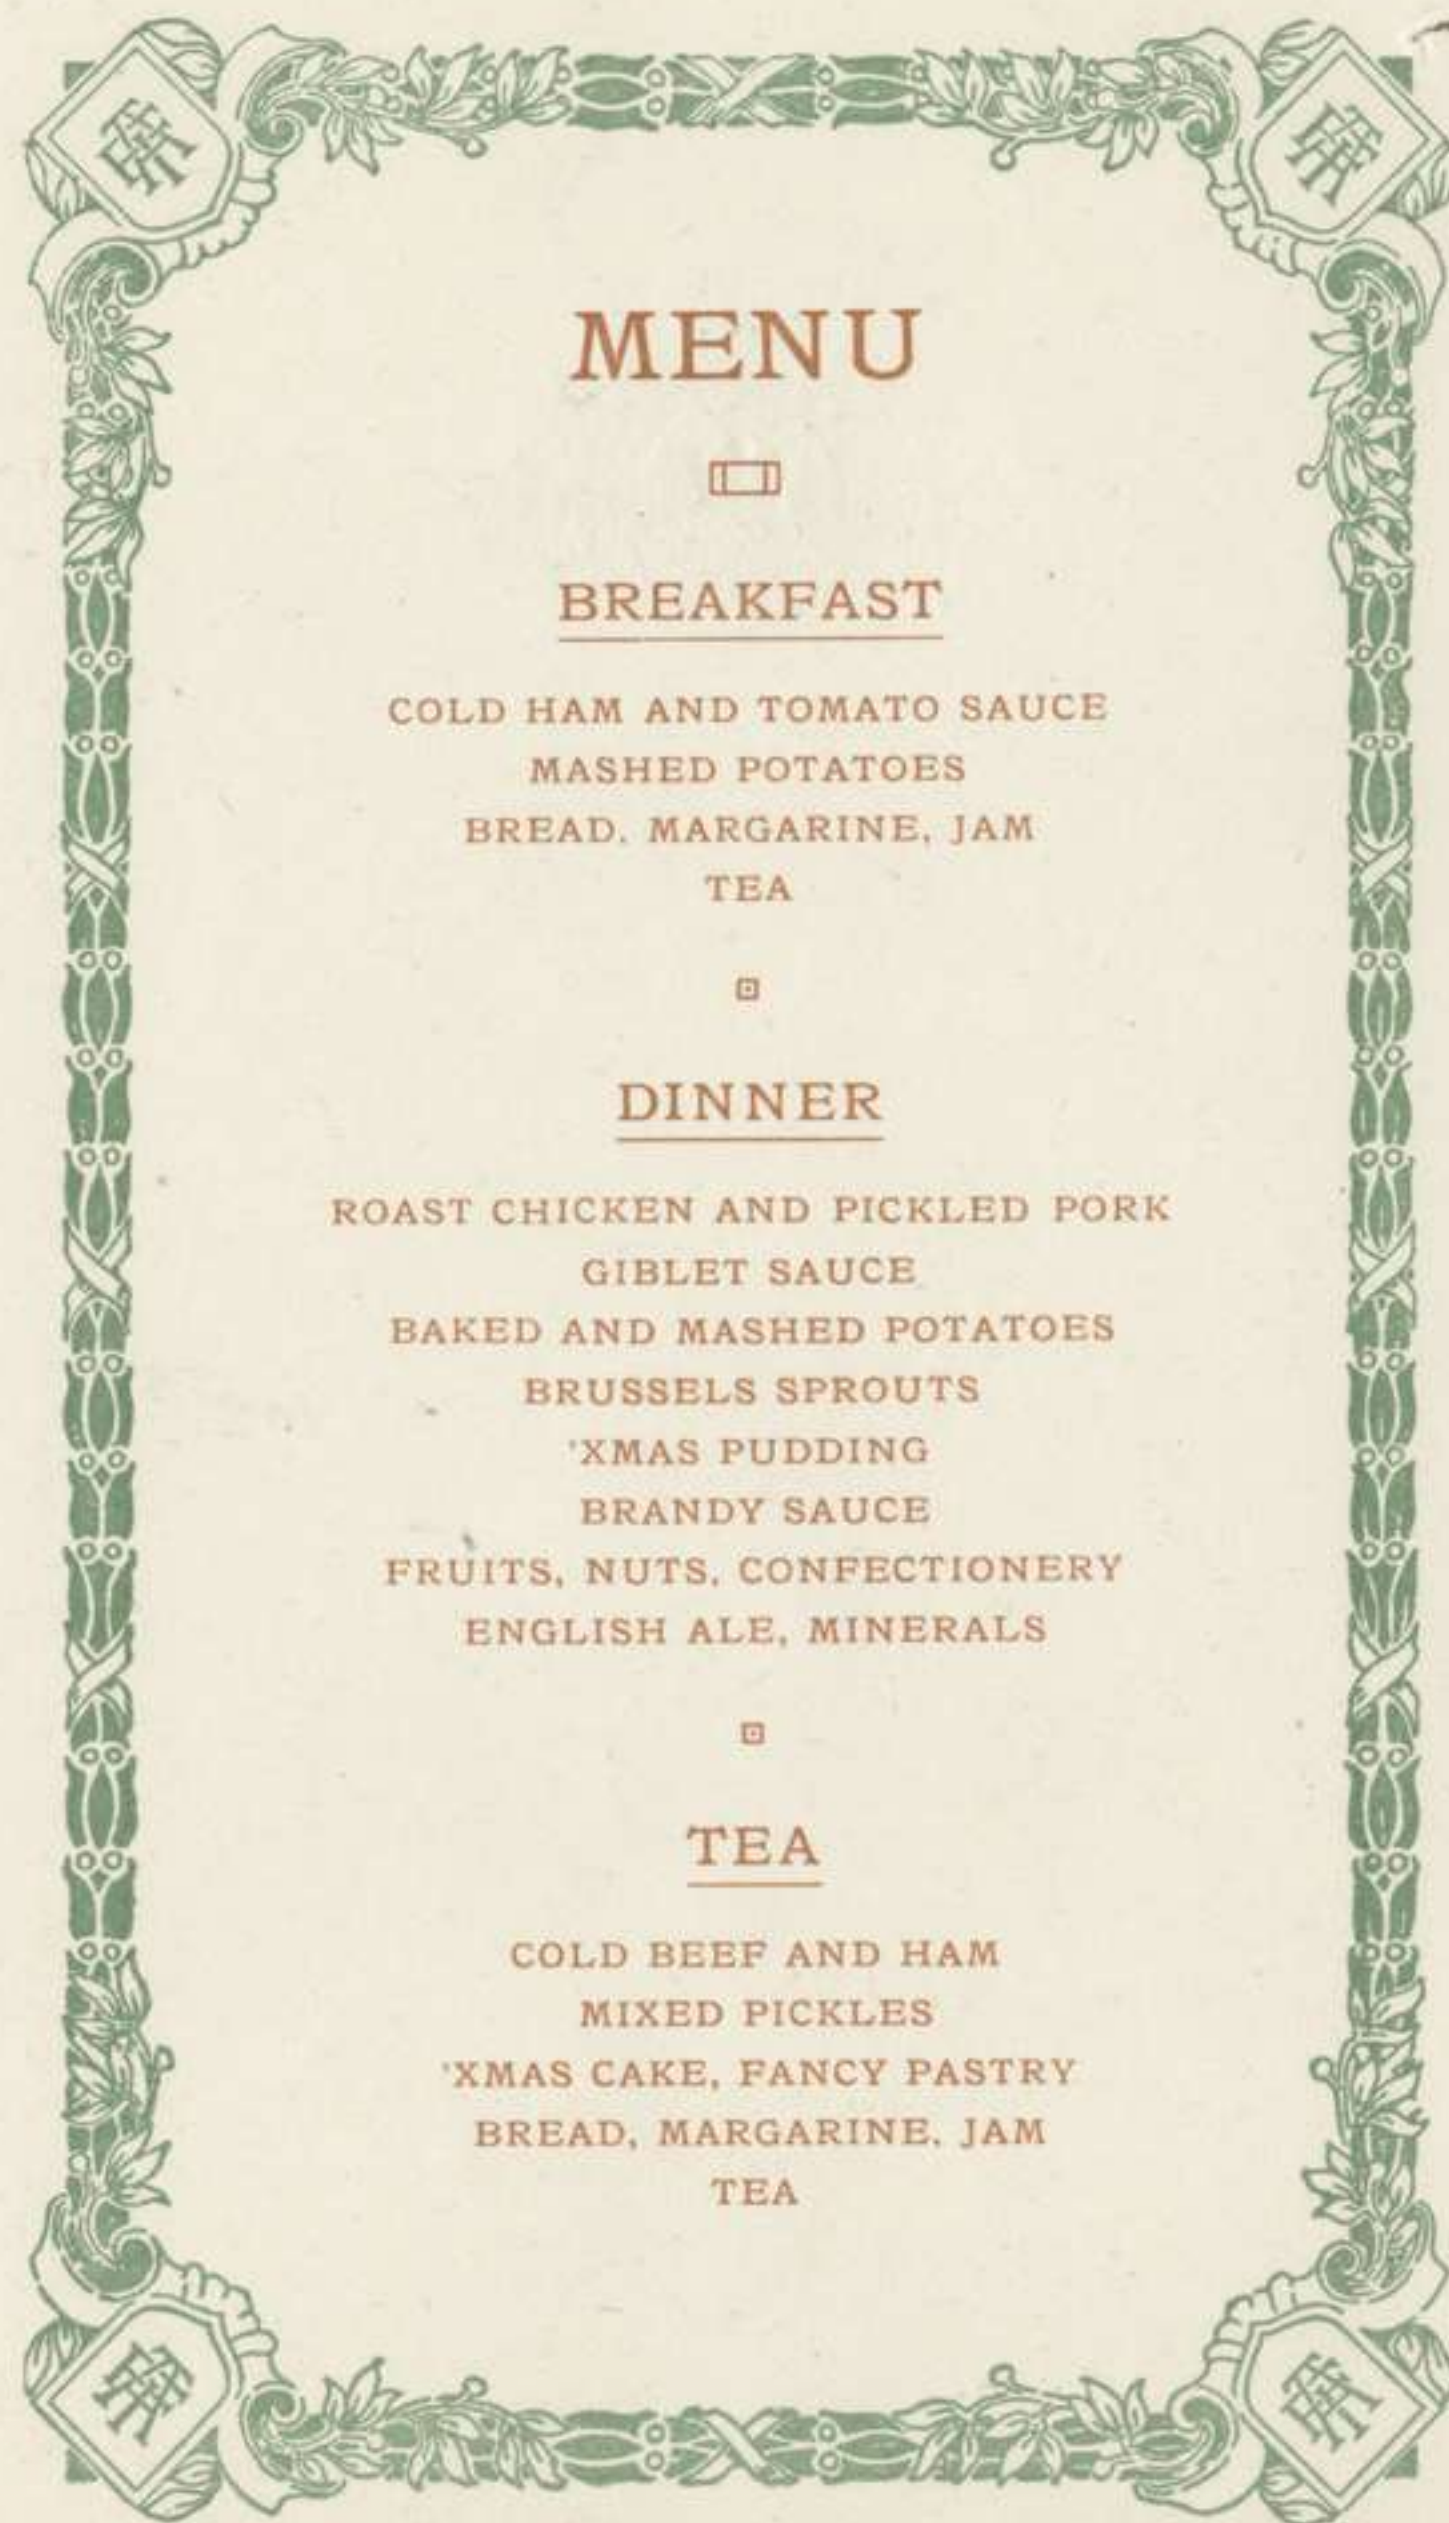 MENU
BREAKFAST
COLD HAM AND TOMATO SAUCE
MASHED POTATOES
BREAD. MARGARINE, JAM
TEA
DINNER
ROAST CHICKEN AND PICKLED PORK
GIBLET SAUCE
BAKED AND MASHED POTATOES
BRUSSELS SPROUTS
'XMAS PUDDING
BRANDY SAUCE
FRUITS, NUTS, CONFECTIONERY
ENGLISH ALE, MINERALS
TEA
COLD BEEF AND HAM
MIXED PICKLES
'XMAS CAKE, FANCY PASTRY
BREAD, MARGARINE, JAM
TEA